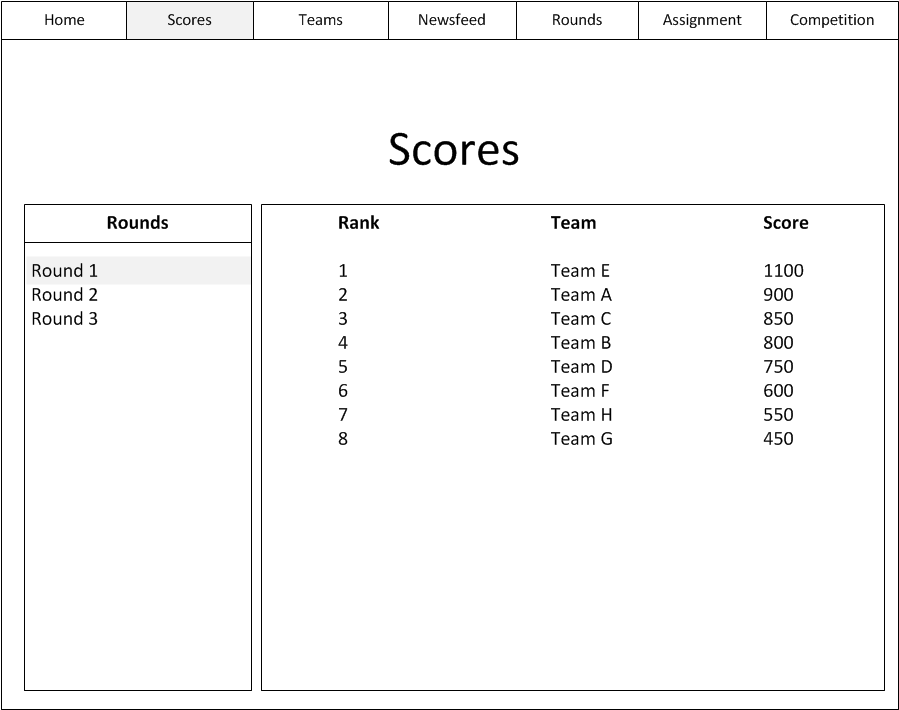 Home Scores Teams Newsfeed Rounds Assignment Competition
Scores
Rounds
Round 1
Round 2
Round 3
Rank Team Score
1 Team E 1100
2 Team A 900
3 Team C 850
4 Team B 800
5 Team D 750
6 Team F 600
7 Team H 550
8 Team G 450